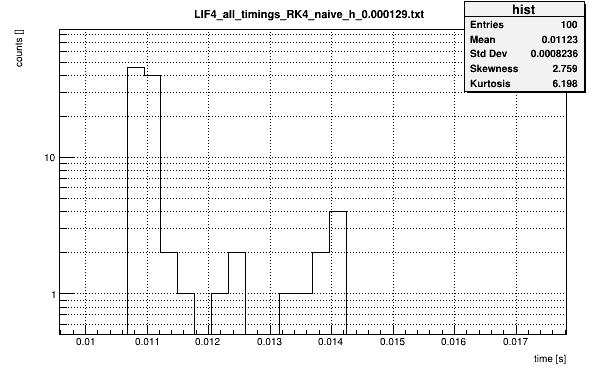 LIF4_all_timings_RK4_naive_h_0.000129.txt
hist
Entries 100
Mean 0.01123
Std Dev 0.0008236
Skewness 2.759
Kurtosis 6.198
counts []
10
1
0.01 0.011 0.012 0.013 0.014 0.015 0.016 0.017
time [s]